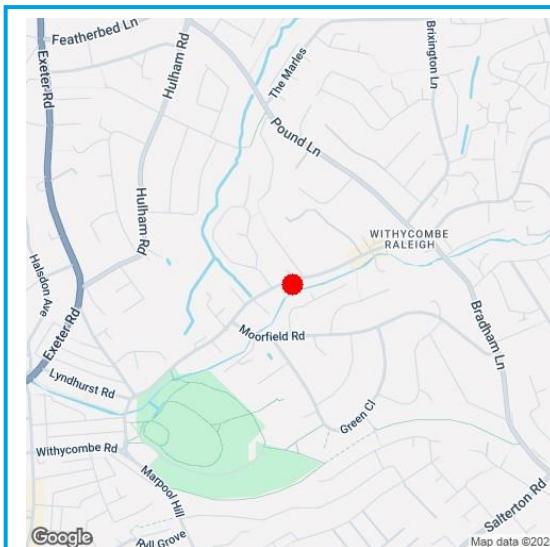 Featherbed Ln
Exeter Rd
Hulham Rd
The Marles
Brixington Ln
Pound Ln
Hulham Rd
WITHYCOMBE
RALEIGH
Halsdon Ave
Exeter Rd
Moorfield Rd
Bradham Ln
Lyndhurst Rd
Green Cl
Withycombe Rd
Marpool Hill
Salterton Rd
Google
Map data ©202